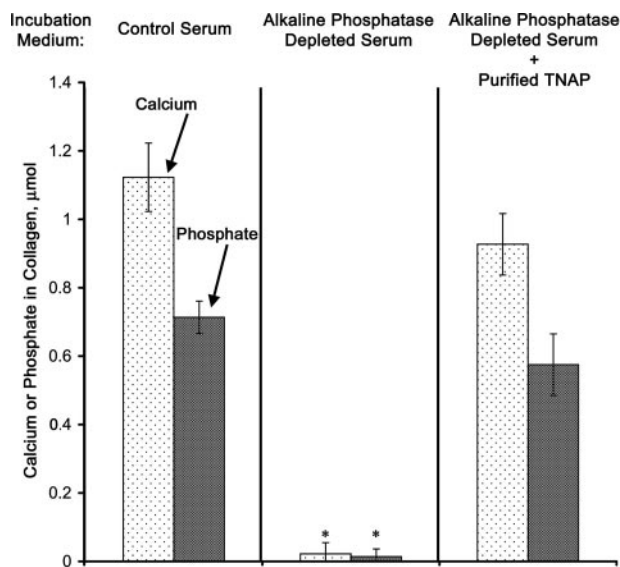 Incubation
Medium:
Control Serum
Alkaline Phosphatase
Depleted Serum
Alkaline Phosphatase
Depleted Serum
+
Purified TNAP
Calcium or Phosphate in Collagen, μmol
1.4
1.2
1
0.8
0.6
0.4
0.2
0
Calcium
Phosphate
*
*